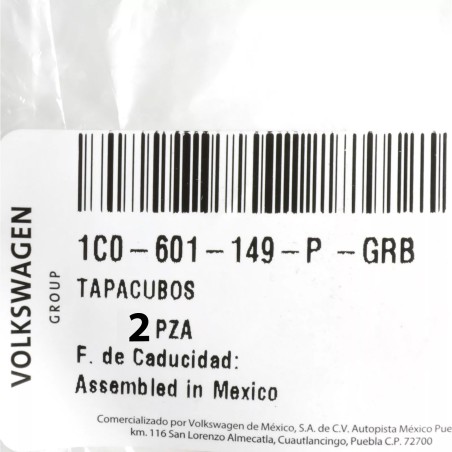 VOLKSWAGEN
GROUP
1C0-601-149-P -GRB
TAPACUBOS
2 PZA
F. de Caducidad:
Assembled in Mexico
Comercializado por Volkswagen de México, S.A. de C.V. Autopista México Pue
km. 116 San Lorenzo Almecatla, Cuautlancingo, Puebla C.P. 72700